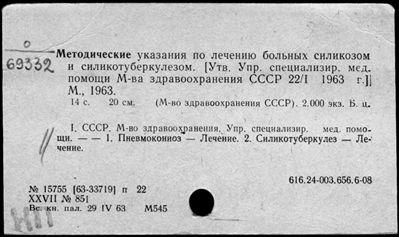 0
69332
Методические указания по лечению больных силикозом
и силикотуберкулезом. [Утв. Упр. специализир. мед.
помощи М-ва здравоохранения СССР 22/I 1963 г.]
М., 1963.
14 с. 20 см. (М-во здравоохранения СССР). 2.000 экз. Б. ц.
I. СССР. М-во здравоохранения. Упр. специализир. мед. помо-
щи. — — 1. Пневмокониоз — Лечение. 2. Силикотуберкулез — Ле-
чение.
616.24-003.656.6-08
№ 15755 [63-33719] п 22
XXVII № 851
Всс. кн. пал. 29 IV 63 М545